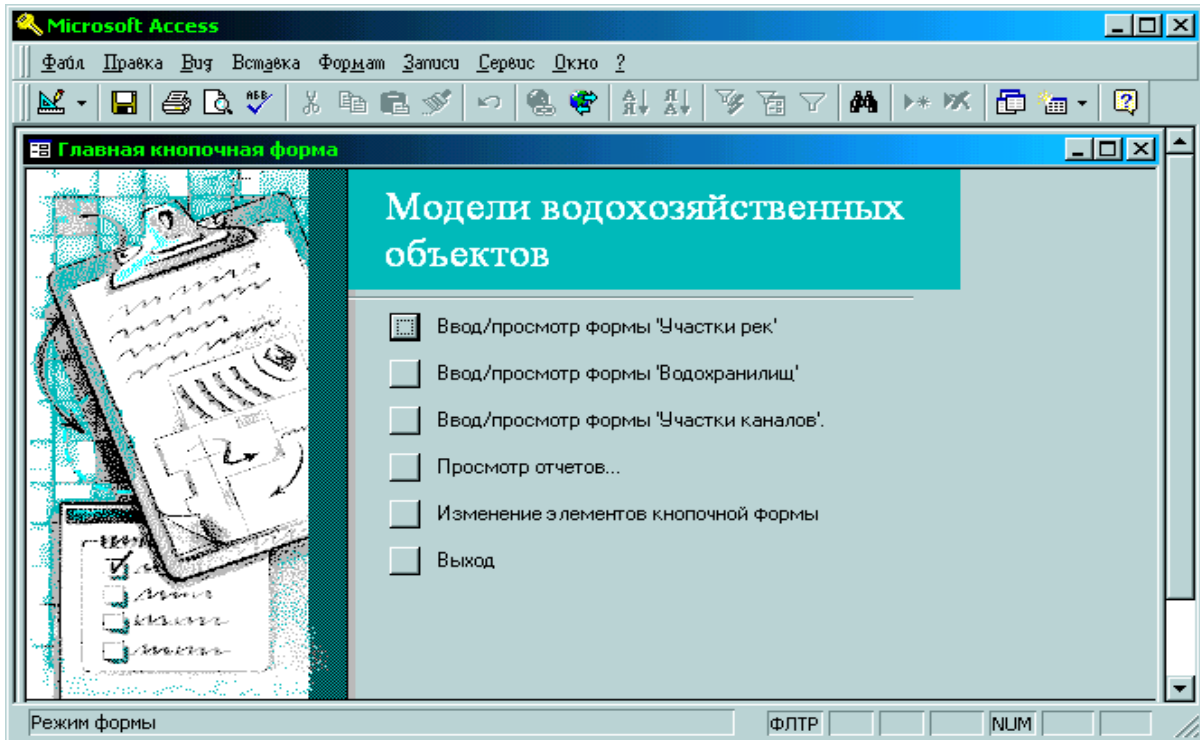 Microsoft Access
Файл Правка Вид Вставка Формат Записи Сервис Окно ?
Главная кнопочная форма
Модели водохозяйственных
объектов
Ввод/просмотр формы 'Участки рек'
Ввод/просмотр формы 'Водохранилищ'
Ввод/просмотр формы 'Участки каналов'.
Просмотр отчетов...
Изменение элементов кнопочной формы
Выход
Режим формы ФЛТР NUM